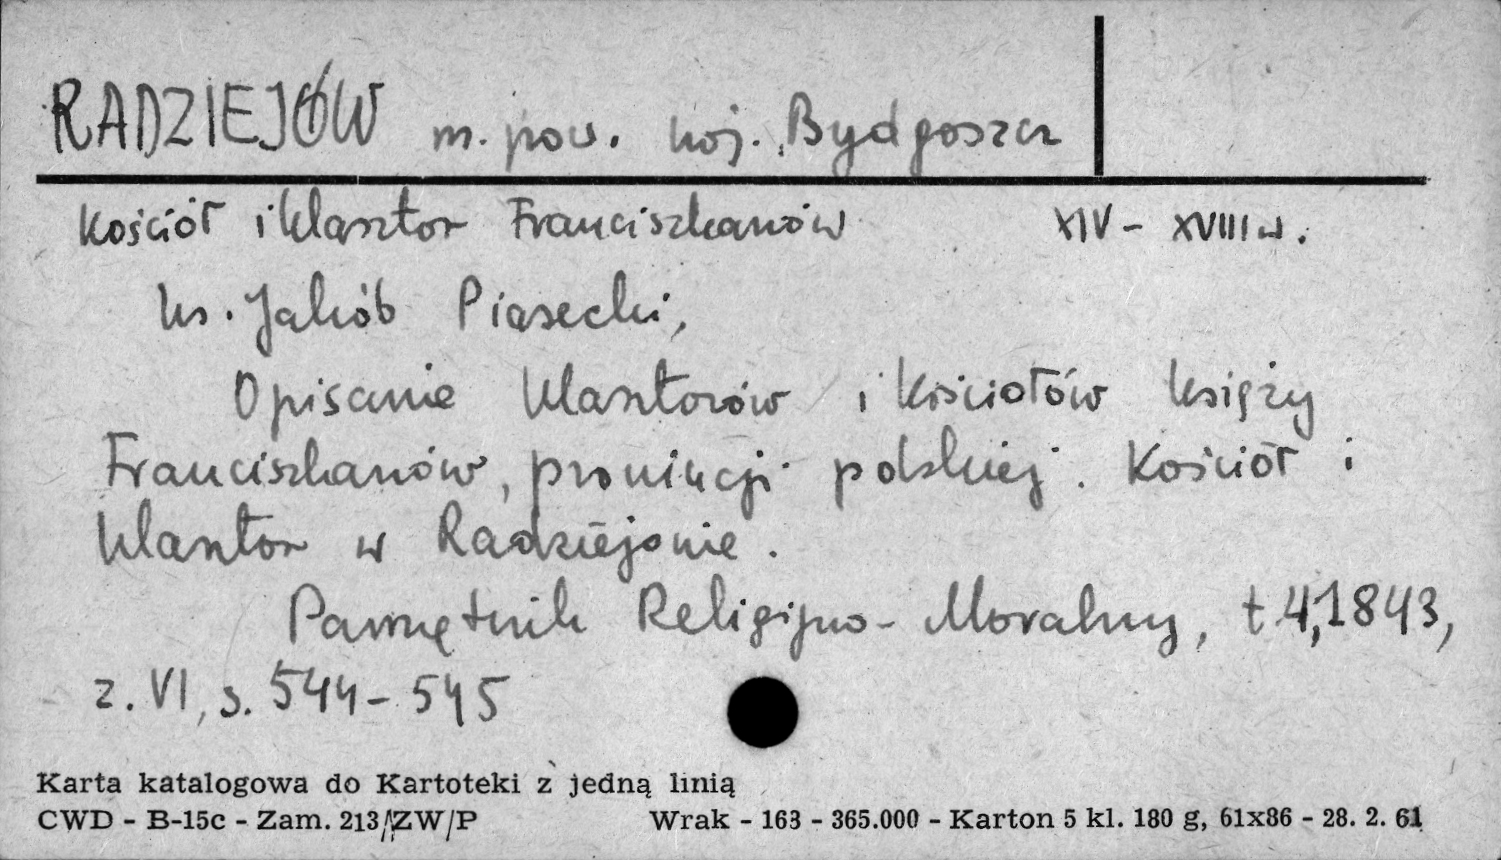 RADZIEJÓW m. pow. woj. Bydgoszcz
Kościół i klasztor Franciszkanów XIV - XVIII w.
ks. Jakób Piasecki,
Opisanie klasztorów i kościołów księży
Franciszkanów, prowincji polskiej. Kościół i
klasztor w Radziejowie.
Pamiętnik Religijno-Moralny, t.4, 1843,
z. VI, s. 544-545
Karta katalogowa do Kartoteki z jedną linią
CWD - B-15c - Zam. 213/ZW/P Wrak - 163 - 365.000 - Karton 5 kl. 180 g, 61x86 - 28. 2. 61